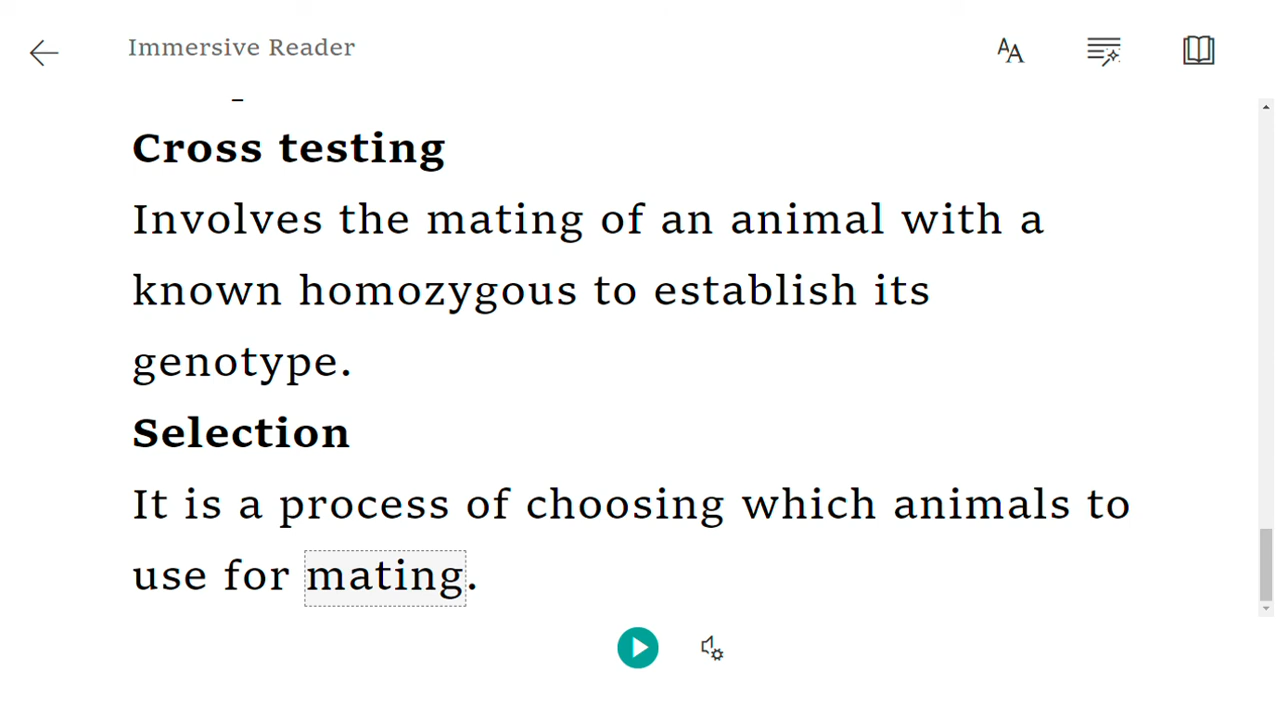 Immersive Reader
Cross testing
Involves the mating of an animal with a
known homozygous to establish its
genotype.
Selection
It is a process of choosing which animals to
use for mating.